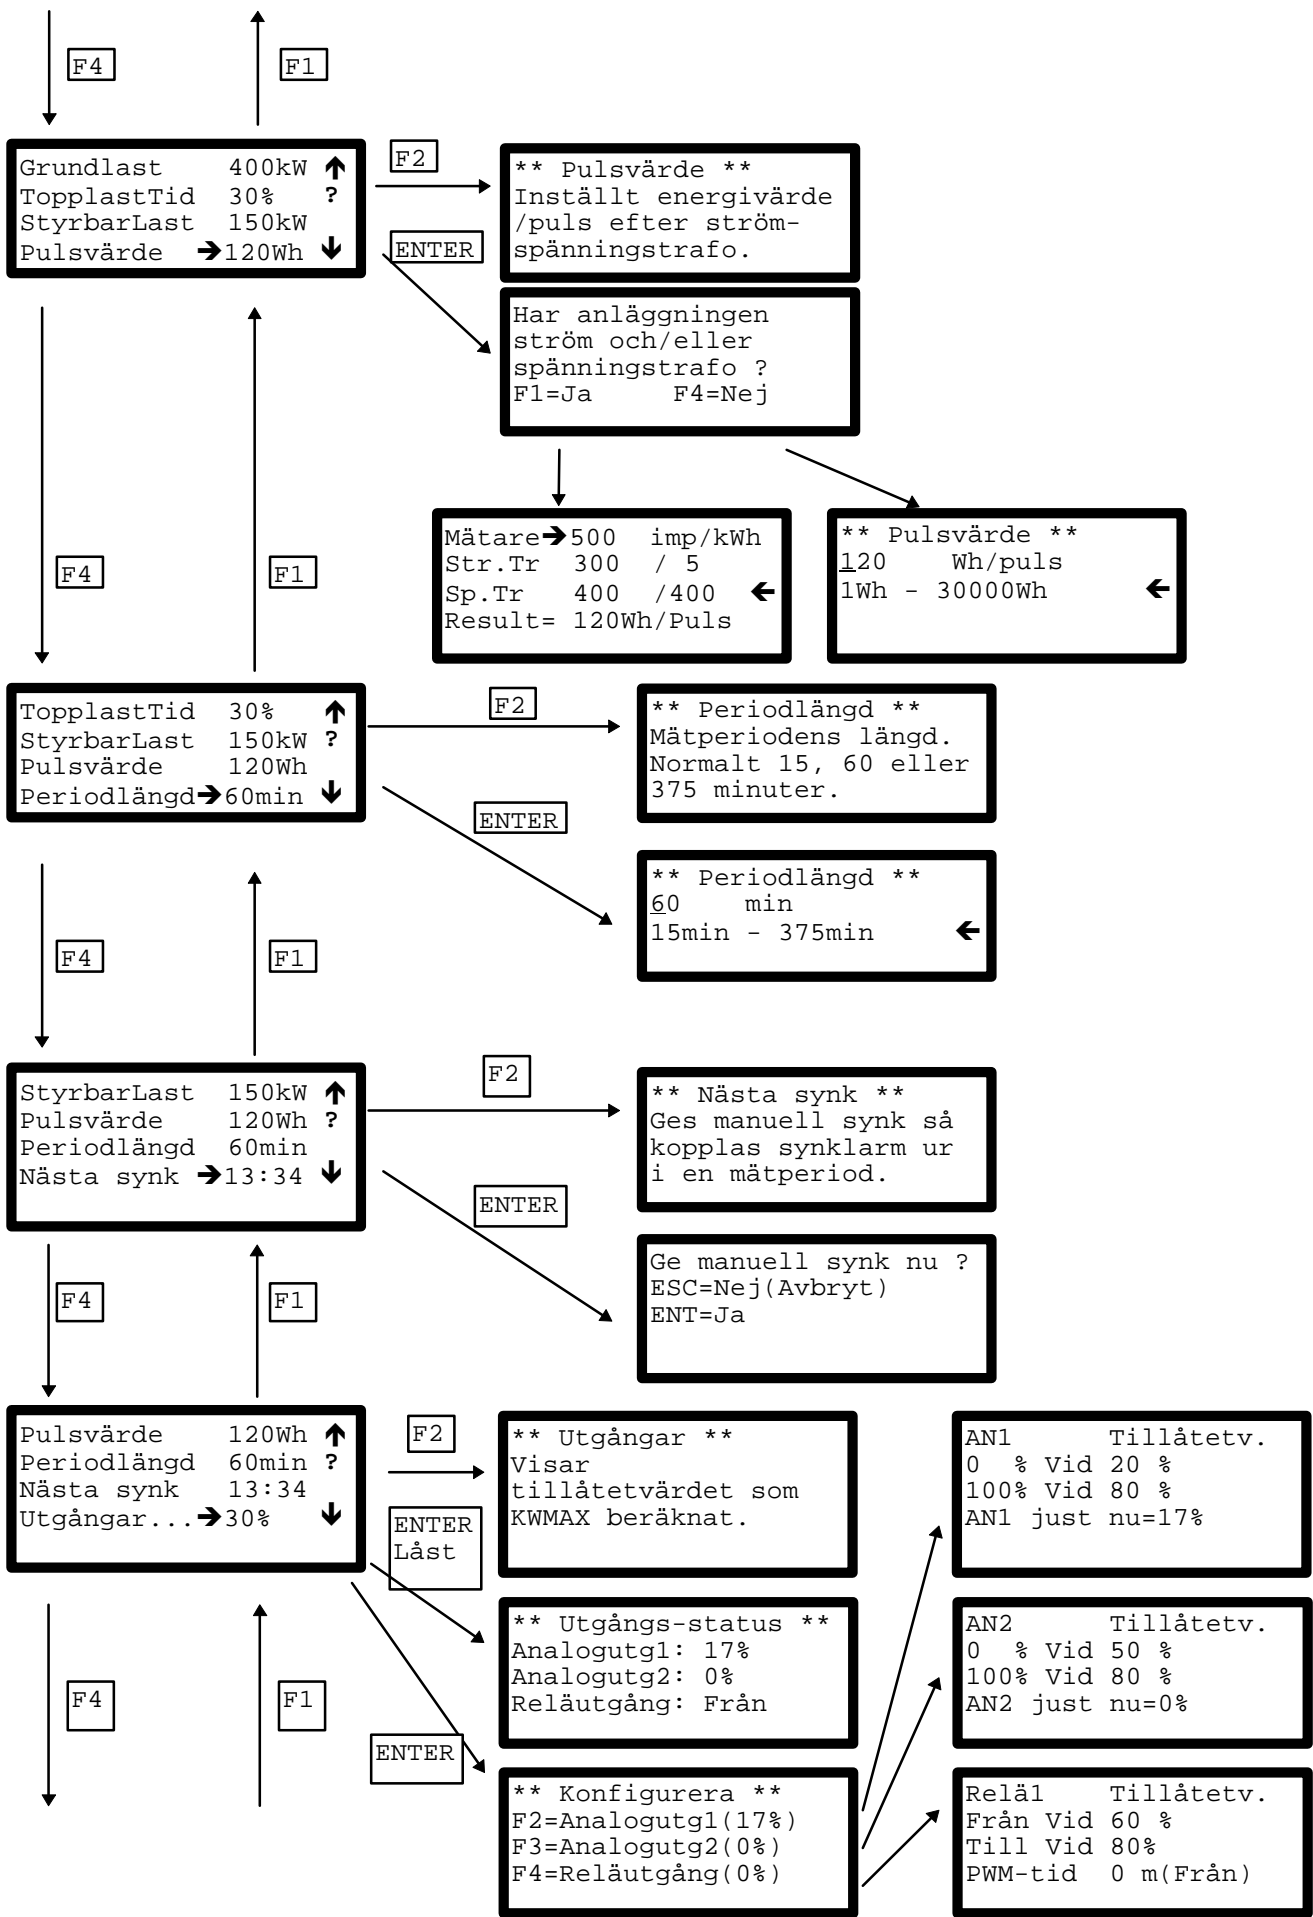 F4
F1
Grundlast 400kW ↑
TopplastTid 30% ?
StyrbarLast 150kW
Pulsvärde →120Wh ↓
F2
ENTER
** Pulsvärde **
Inställt energivärde
/puls efter ström-
spänningstrafo.
Har anläggningen
ström och/eller
spänningstrafo ?
F1=Ja F4=Nej
F4
F1
Mätare→500 imp/kWh
Str.Tr 300 / 5
Sp.Tr 400 /400 ←
Result= 120Wh/Puls
** Pulsvärde **
120 Wh/puls
1Wh - 30000Wh ←
TopplastTid 30% ↑
StyrbarLast 150kW ?
Pulsvärde 120Wh
Periodlängd→60min ↓
F2
ENTER
** Periodlängd **
Mätperiodens längd.
Normalt 15, 60 eller
375 minuter.
** Periodlängd **
60 min
15min - 375min ←
F4
F1
StyrbarLast 150kW ↑
Pulsvärde 120Wh ?
Periodlängd 60min
Nästa synk →13:34 ↓
F2
ENTER
** Nästa synk **
Ges manuell synk så
kopplas synklarm ur
i en mätperiod.
Ge manuell synk nu ?
ESC=Nej(Avbryt)
ENT=Ja
F4
F1
Pulsvärde 120Wh ↑
Periodlängd 60min ?
Nästa synk 13:34
Utgångar...→30% ↓
F2
ENTER
Låst
** Utgångar **
Visar
tillåtetvärdet som
KWMAX beräknat.
** Utgångs-status **
Analogutg1: 17%
Analogutg2: 0%
Reläutgång: Från
F4
F1
ENTER
** Konfigurera **
F2=Analogutg1(17%)
F3=Analogutg2(0%)
F4=Reläutgång(0%)
AN1 Tillåtetv.
0 % Vid 20 %
100% Vid 80 %
AN1 just nu=17%
AN2 Tillåtetv.
0 % Vid 50 %
100% Vid 80 %
AN2 just nu=0%
Relä1 Tillåtetv.
Från Vid 60 %
Till Vid 80%
PWM-tid 0 m(Från)